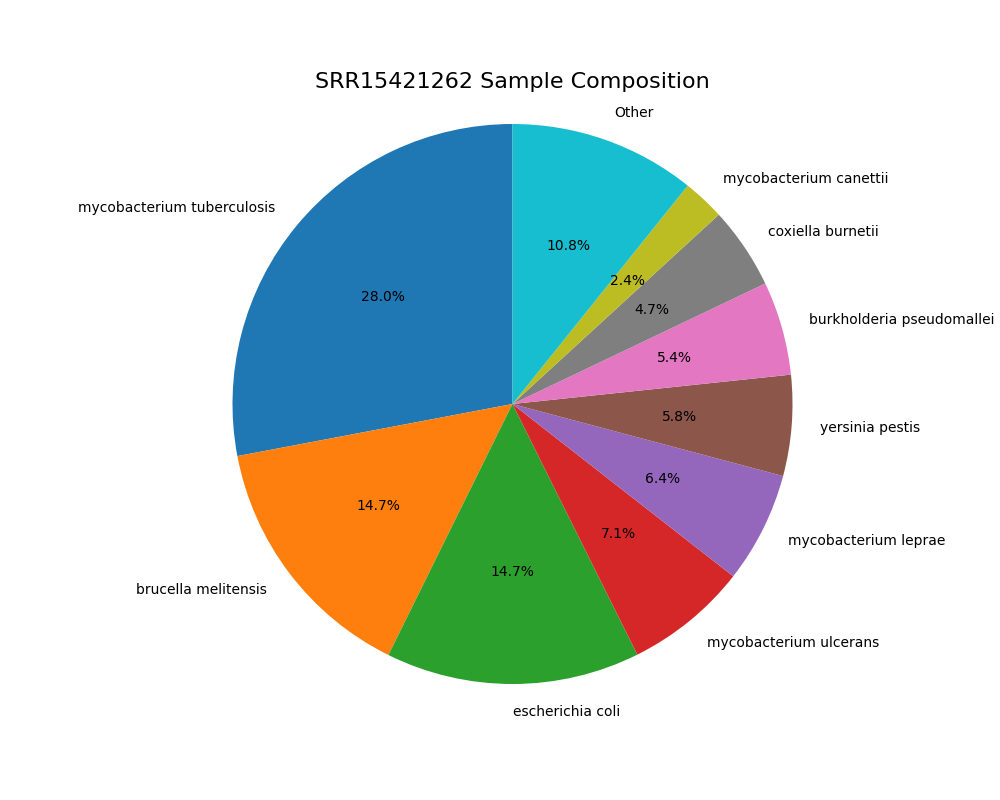 SRR15421262 Sample Composition
Other
mycobacterium canettii
mycobacterium tuberculosis
coxiella burnetii
10.8%
2.4%
28.0%
4.7%
burkholderia pseudomallei
5.4%
5.8%
yersinia pestis
6.4%
14.7%
7.1%
mycobacterium leprae
14.7%
brucella melitensis
mycobacterium ulcerans
escherichia coli